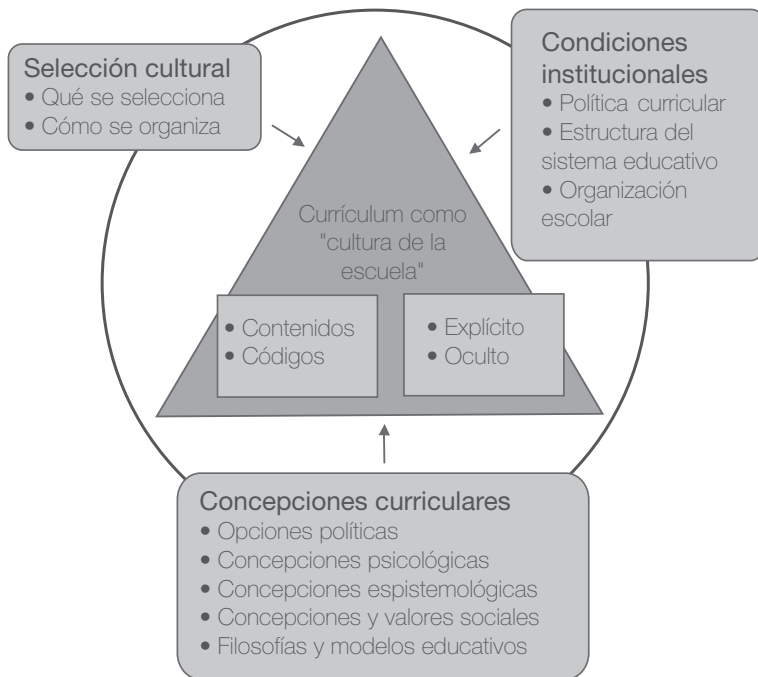 Selección cultural
• Qué se selecciona
• Cómo se organiza
Condiciones
institucionales
• Política curricular
• Estructura del
sistema educativo
• Organización
escolar
Currículum como
"cultura de la
escuela"
• Contenidos
• Códigos
• Explícito
• Oculto
Concepciones curriculares
• Opciones políticas
• Concepciones psicológicas
• Concepciones espistemológicas
• Concepciones y valores sociales
• Filosofías y modelos educativos